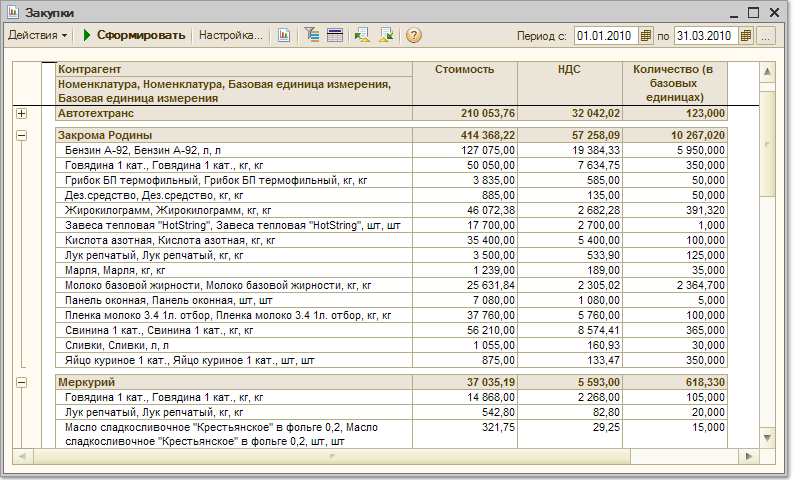 Закупки
Действия Сформировать Настройка... Период с: 01.01.2010 по 31.03.2010 ...
Контрагент Стоимость НДС Количество (в базовых единицах)
Номенклатура, Номенклатура, Базовая единица измерения,
Базовая единица измерения
Автотехтранс 210 053,76 32 042,02 123,000
Закрома Родины 414 368,22 57 258,09 10 267,020
Бензин А-92, Бензин А-92, л, л 127 075,00 19 384,33 5 950,000
Говядина 1 кат., Говядина 1 кат., кг, кг 50 050,00 7 634,75 350,000
Грибок БП термофильный, Грибок БП термофильный, кг, кг 3 835,00 585,00 50,000
Дез.средство, Дез.средство, кг, кг 885,00 135,00 50,000
Жирокилограмм, Жирокилограмм, кг, кг 46 072,38 2 682,28 391,320
Завеса тепловая "HotString", Завеса тепловая "HotString", шт, шт 17 700,00 2 700,00 1,000
Кислота азотная, Кислота азотная, кг, кг 35 400,00 5 400,00 100,000
Лук репчатый, Лук репчатый, кг, кг 3 500,00 533,90 125,000
Марля, Марля, кг, кг 1 239,00 189,00 35,000
Молоко базовой жирности, Молоко базовой жирности, кг, кг 25 631,84 2 305,02 2 364,700
Панель оконная, Панель оконная, шт, шт 7 080,00 1 080,00 5,000
Пленка молоко 3.4 1л. отбор, Пленка молоко 3.4 1л. отбор, кг, кг 37 760,00 5 760,00 100,000
Свинина 1 кат., Свинина 1 кат., кг, кг 56 210,00 8 574,41 365,000
Сливки, Сливки, л, л 1 055,00 160,93 30,000
Яйцо куриное 1 кат., Яйцо куриное 1 кат., шт, шт 875,00 133,47 350,000
Меркурий 37 035,19 5 593,00 618,330
Говядина 1 кат., Говядина 1 кат., кг, кг 14 868,00 2 268,00 105,000
Лук репчатый, Лук репчатый, кг, кг 542,80 82,80 20,000
Масло сладкосливочное "Крестьянское" в фольге 0,2, Масло 321,75 29,25 15,000
сладкосливочное "Крестьянское" в фольге 0,2, шт, шт